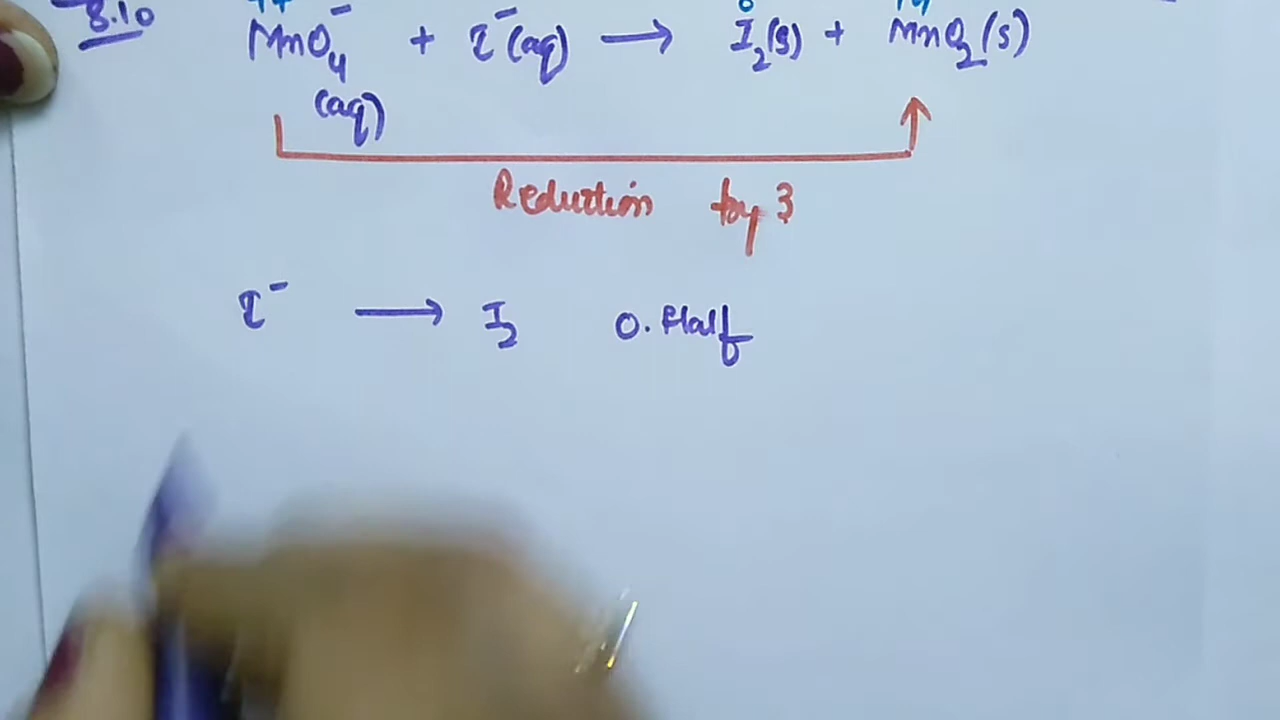 8.10 MnO₄⁻ + I⁻(aq) ⟶ I₂(s) + MnO₂(s)
(aq)
Reduction by 3
I⁻ ⟶ I₂ O. Half